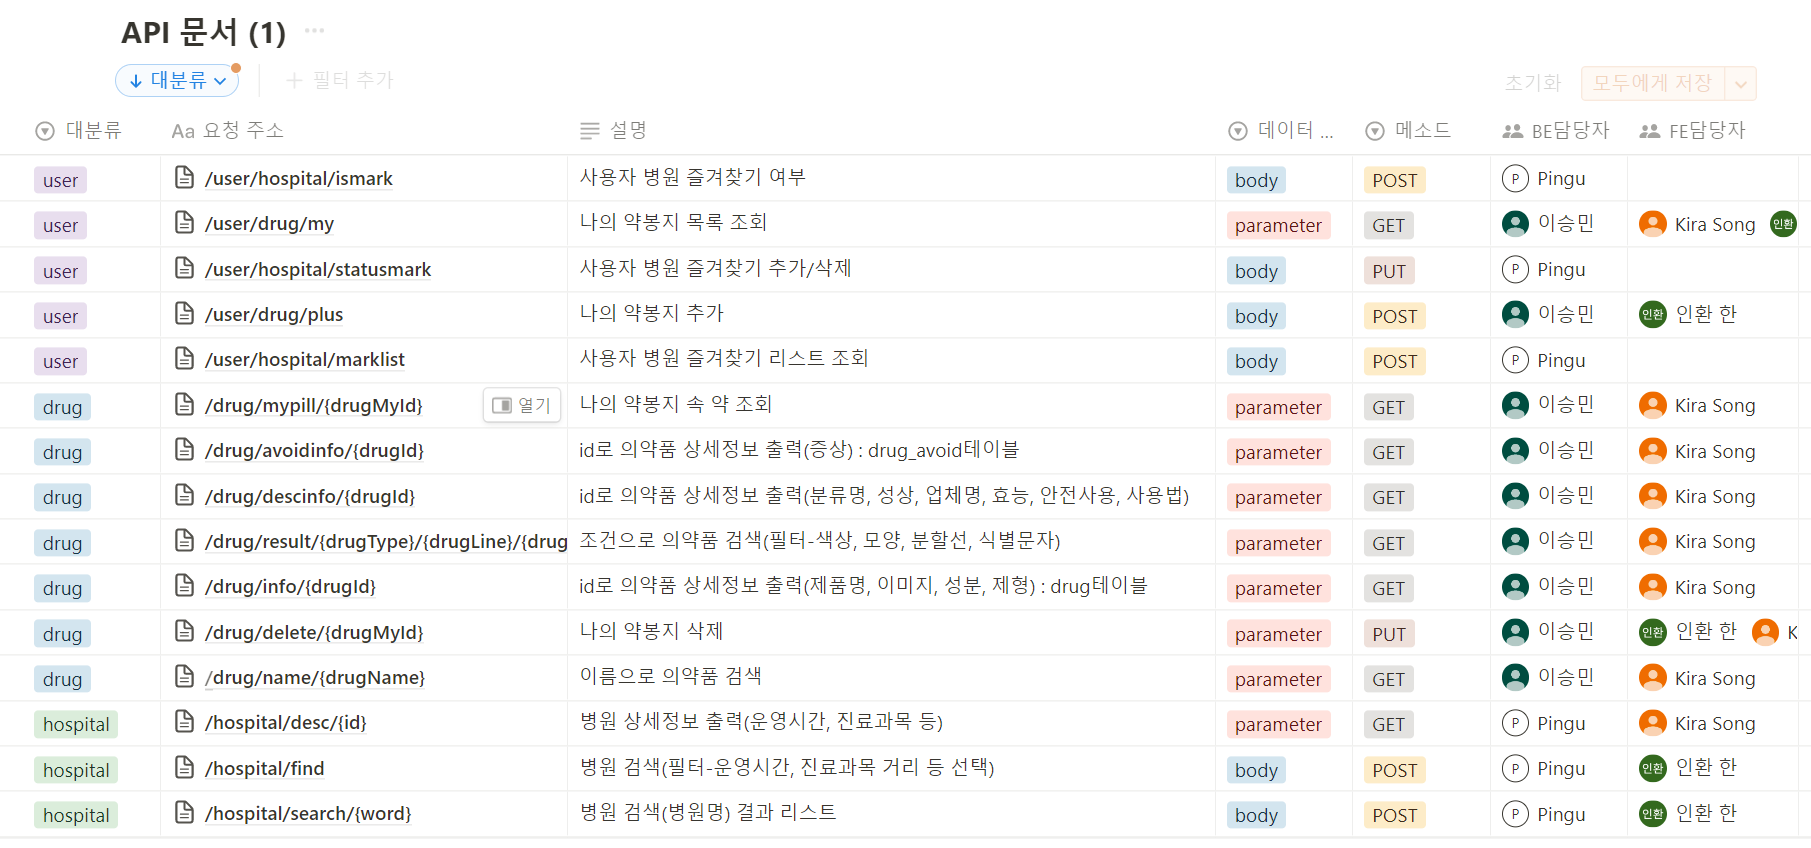 API 문서 (1) ···
대분류 필터 추가 초기화 모두에게 저장
대분류 Aa 요청 주소 설명 데이터 ... 메소드 BE담당자 FE담당자
user /user/hospital/ismark 사용자 병원 즐겨찾기 여부 body POST P Pingu
user /user/drug/my 나의 약봉지 목록 조회 parameter GET 이승민 Kira Song 인환
user /user/hospital/statusmark 사용자 병원 즐겨찾기 추가/삭제 body PUT P Pingu
user /user/drug/plus 나의 약봉지 추가 body POST 이승민 인환 인환 한
user /user/hospital/marklist 사용자 병원 즐겨찾기 리스트 조회 body POST P Pingu
drug /drug/mypill/{drugMyId} 열기 나의 약봉지 속 약 조회 parameter GET 이승민 Kira Song
drug /drug/avoidinfo/{drugId} id로 의약품 상세정보 출력(증상) : drug_avoid테이블 parameter GET 이승민 Kira Song
drug /drug/descinfo/{drugId} id로 의약품 상세정보 출력(분류명, 성상, 업체명, 효능, 안전사용, 사용법) parameter GET 이승민 Kira Song
drug /drug/result/{drugType}/{drugLine}/{drug 조건으로 의약품 검색(필터-색상, 모양, 분할선, 식별문자) parameter GET 이승민 Kira Song
drug /drug/info/{drugId} id로 의약품 상세정보 출력(제품명, 이미지, 성분, 제형) : drug테이블 parameter GET 이승민 Kira Song
drug /drug/delete/{drugMyId} 나의 약봉지 삭제 parameter PUT 이승민 인환 인환 한 K
drug /drug/name/{drugName} 이름으로 의약품 검색 parameter GET 이승민 Kira Song
hospital /hospital/desc/{id} 병원 상세정보 출력(운영시간, 진료과목 등) parameter GET P Pingu Kira Song
hospital /hospital/find 병원 검색(필터-운영시간, 진료과목 거리 등 선택) body POST P Pingu 인환 인환 한
hospital /hospital/search/{word} 병원 검색(병원명) 결과 리스트 body POST P Pingu 인환 인환 한